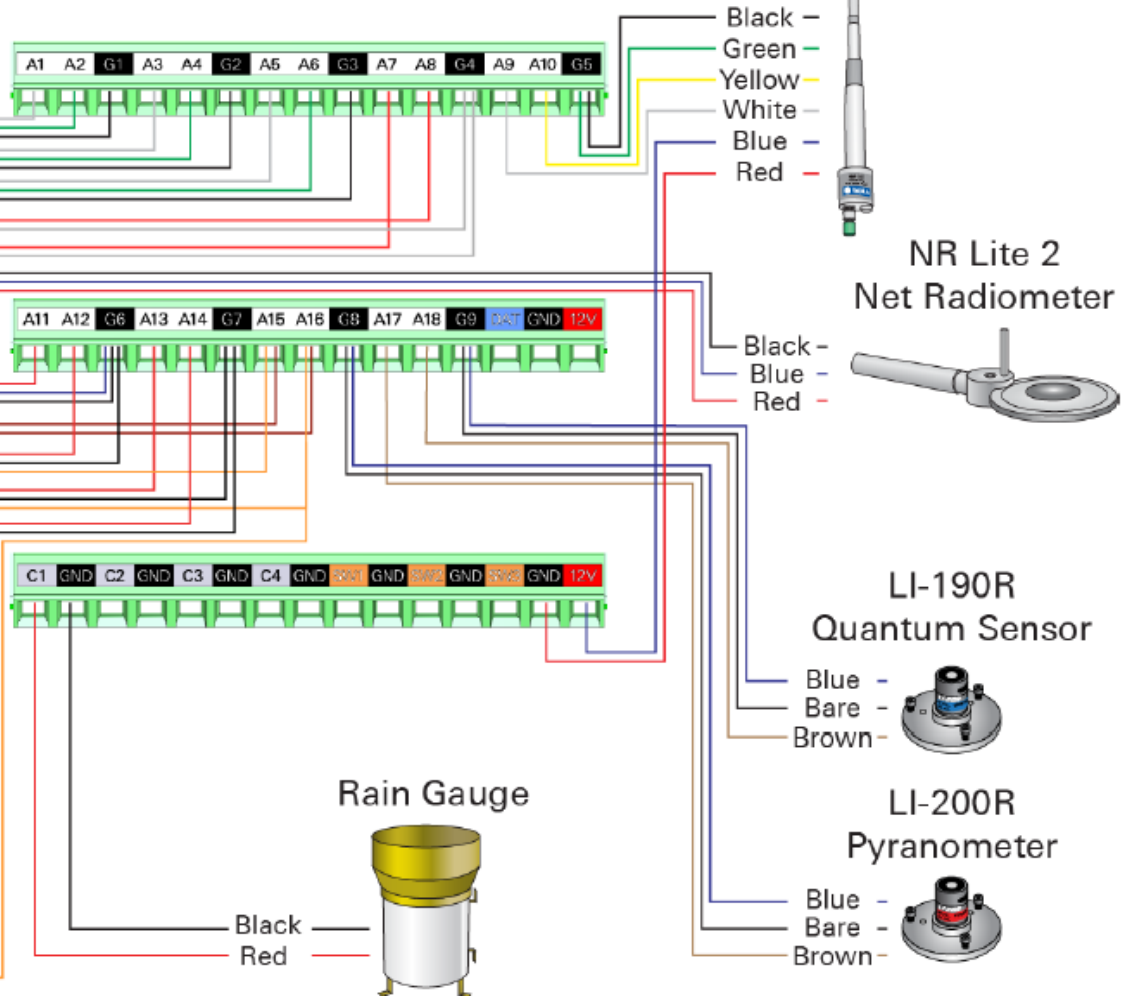 Black
Green
Yellow
White
Blue
Red
A1 A2 G1 A3 A4 G2 A5 A6 G3 A7 A8 G4 A9 A10 G5
NR Lite 2
Net Radiometer
A11 A12 G6 A13 A14 G7 A15 A16 G8 A17 A18 G9 GND 12V
Black
Blue
Red
C1 GND C2 GND C3 GND C4 GND SW1 GND SW2 GND SW3 GND 12V
LI-190R
Quantum Sensor
Blue
Bare
Brown
Rain Gauge
LI-200R
Pyranometer
Black
Red
Blue
Bare
Brown